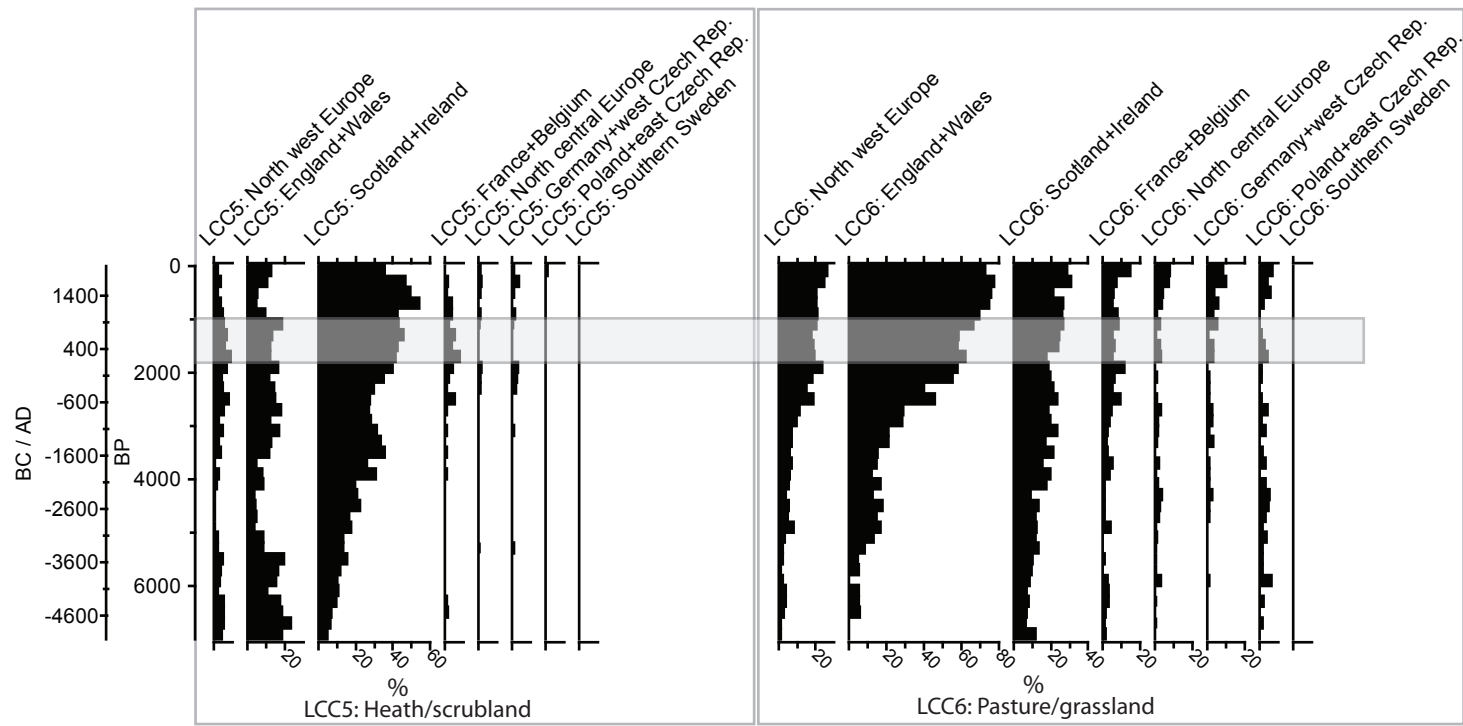 LCC5: North west Europe
LCC5: England+Wales
LCC5: Scotland+Ireland
LCC5: France+Belgium
LCC5: North central Europe
LCC5: Germany+west Czech Rep.
LCC5: Poland+east Czech Rep.
LCC5: Southern Sweden
LCC6: North west Europe
LCC6: England+Wales
LCC6: Scotland+Ireland
LCC6: France+Belgium
LCC6: North central Europe
LCC6: Germany+west Czech Rep.
LCC6: Poland+east Czech Rep.
LCC6: Southern Sweden
BC / AD
1400
400
-600
-1600
-2600
-3600
-4600
BP
0
2000
4000
6000
20
20 40 60
20
20 40 60 80
20 40
20
20
20
20
%
LCC5: Heath/scrubland
%
LCC6: Pasture/grassland